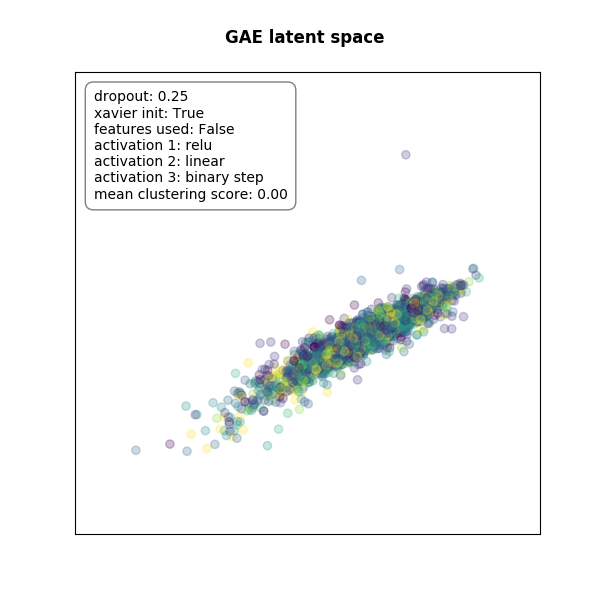 GAE latent space
dropout: 0.25
xavier init: True
features used: False
activation 1: relu
activation 2: linear
activation 3: binary step
mean clustering score: 0.00